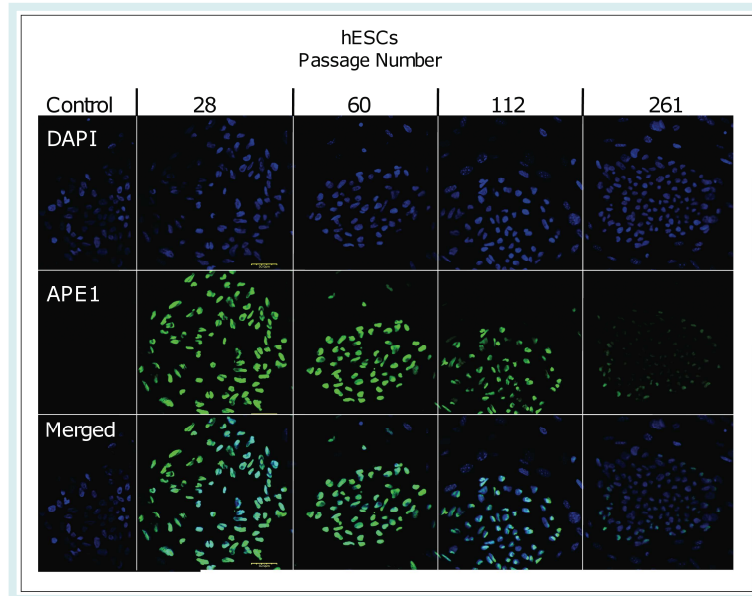 hESCs
Passage Number
Control 28 60 112 261
DAPI
APE1
Merged